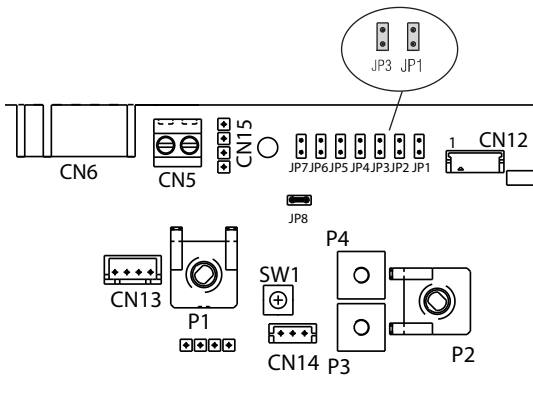 JP3 JP1
CN15
1 CN12
JP7 JP6 JP5 JP4 JP3 JP2 JP1
CN6
CN5
JP8
P4
SW1
CN13
P1
CN14
P3
P2